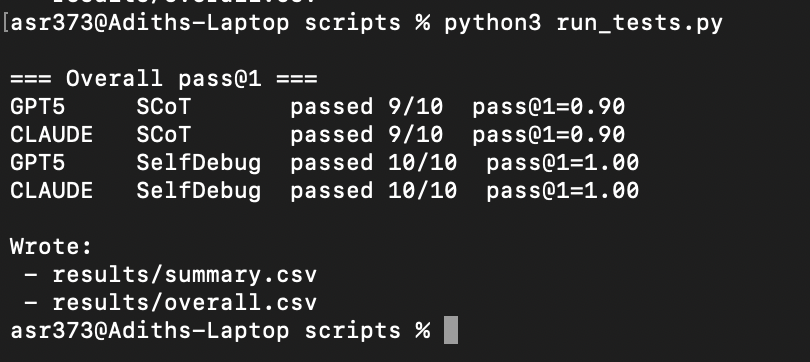 results/overall.csv
[asr373@Adiths-Laptop scripts % python3 run_tests.py
=== Overall pass@1 ===
GPT5 SCoT passed 9/10 pass@1=0.90
CLAUDE SCoT passed 9/10 pass@1=0.90
GPT5 SelfDebug passed 10/10 pass@1=1.00
CLAUDE SelfDebug passed 10/10 pass@1=1.00
Wrote:
- results/summary.csv
- results/overall.csv
asr373@Adiths-Laptop scripts %